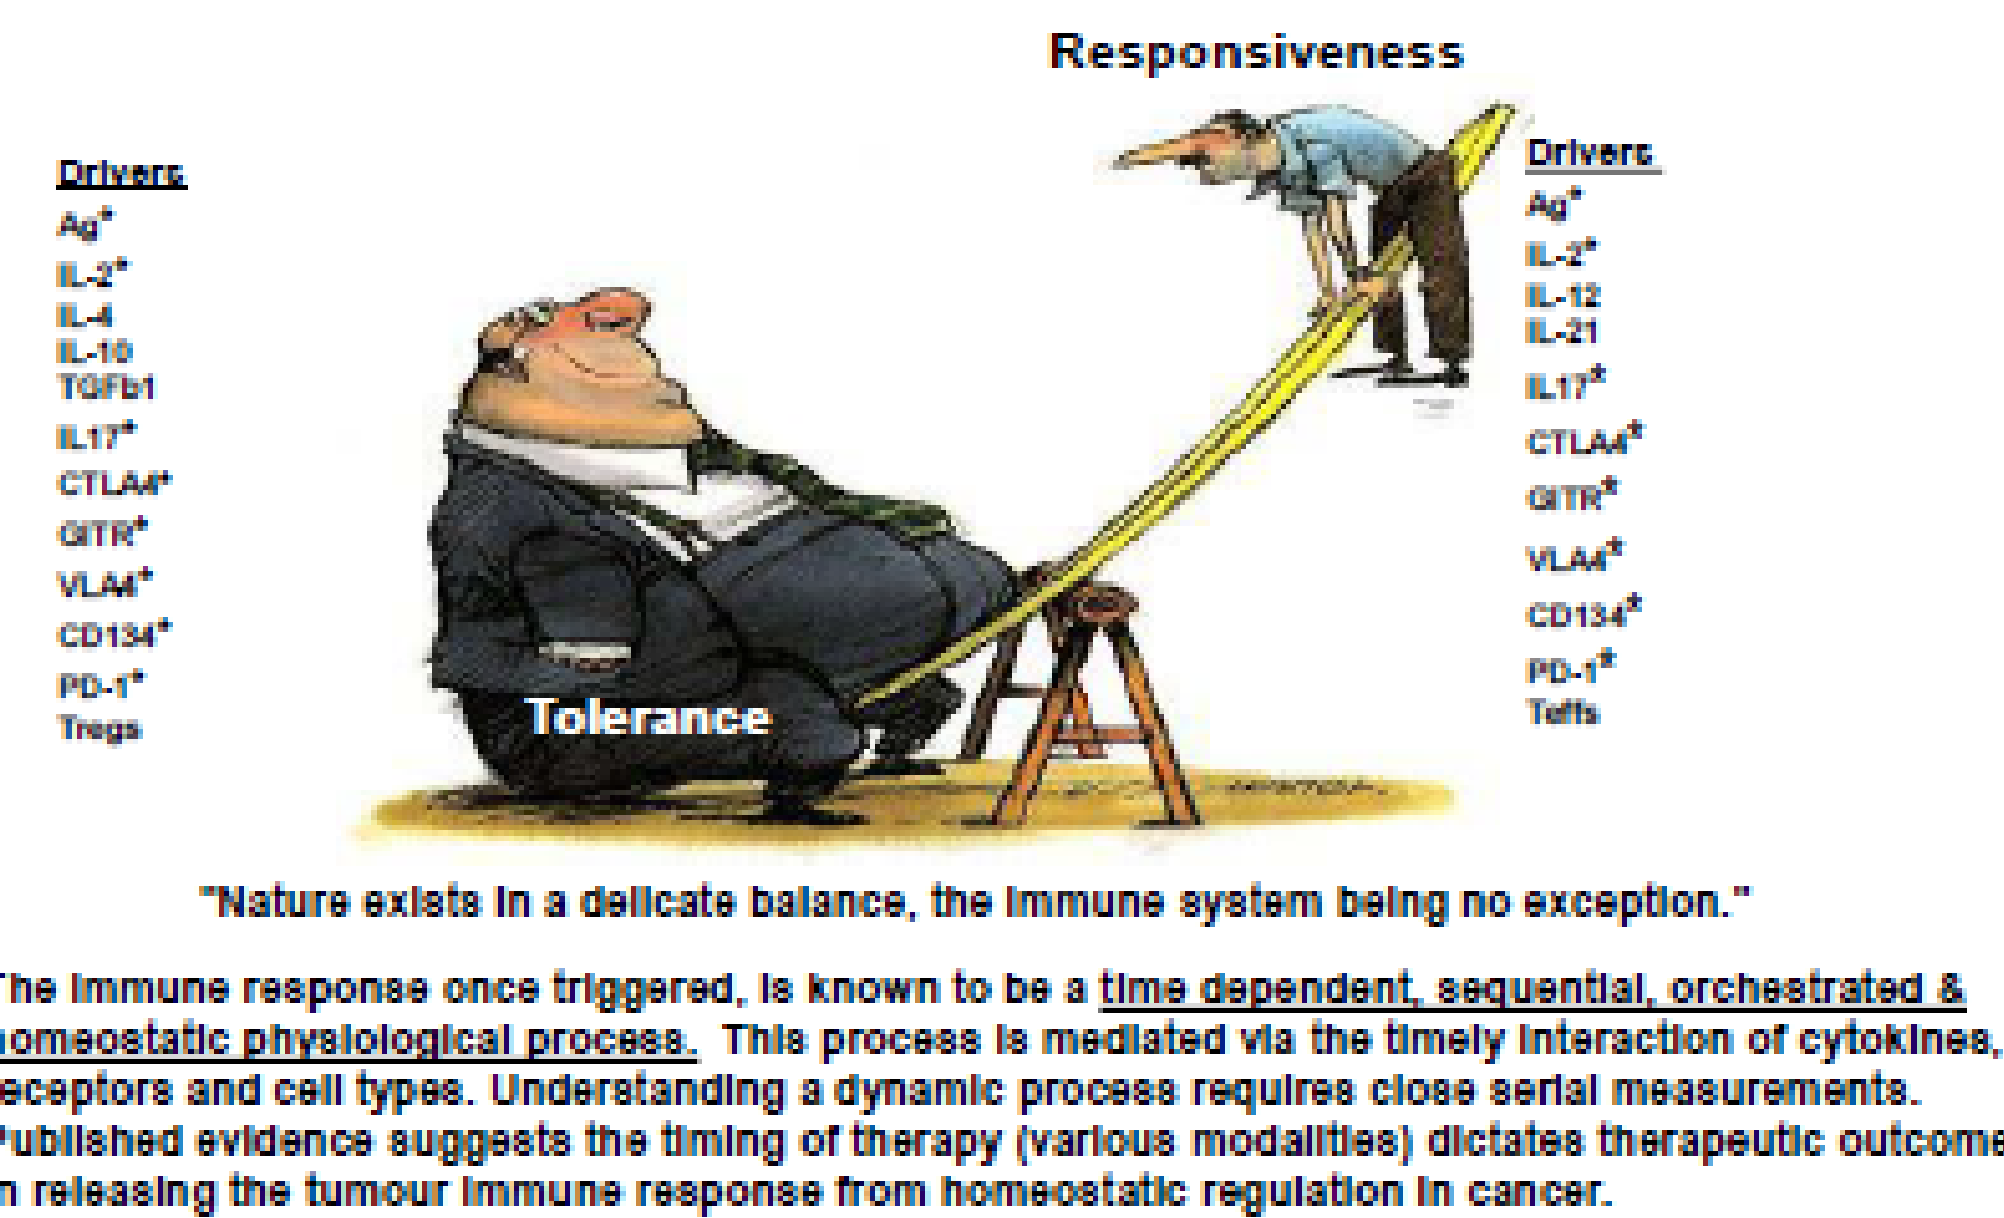 Responsiveness
Drivers
Ag*
IL-2*
IL-4
IL-10
TGFb1
IL17*
CTLA4*
GITR*
VLA4*
CD134*
PD-1*
Tregs
Tolerance
Drivers
Ag*
IL-2*
IL-12
IL-21
IL17*
CTLA4*
GITR*
VLA4*
CD134*
PD-1*
Teffs
"Nature exists in a delicate balance, the immune system being no exception."
The immune response once triggered, is known to be a time dependent, sequential, orchestrated &
homeostatic physiological process. This process is mediated via the timely interaction of cytokines,
receptors and cell types. Understanding a dynamic process requires close serial measurements.
Published evidence suggests the timing of therapy (various modalities) dictates therapeutic outcome
in releasing the tumour immune response from homeostatic regulation in cancer.